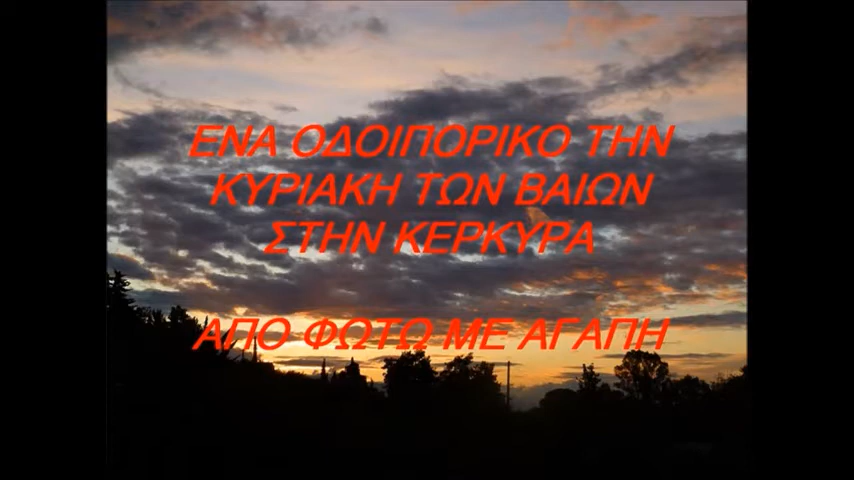 ΕΝΑ ΟΔΟΙΠΟΡΙΚΟ ΤΗΝ
ΚΥΡΙΑΚΗ ΤΩΝ ΒΑΙΩΝ
ΣΤΗΝ ΚΕΡΚΥΡΑ
ΑΠΟ ΦΩΤΩ ΜΕ ΑΓΑΠΗ